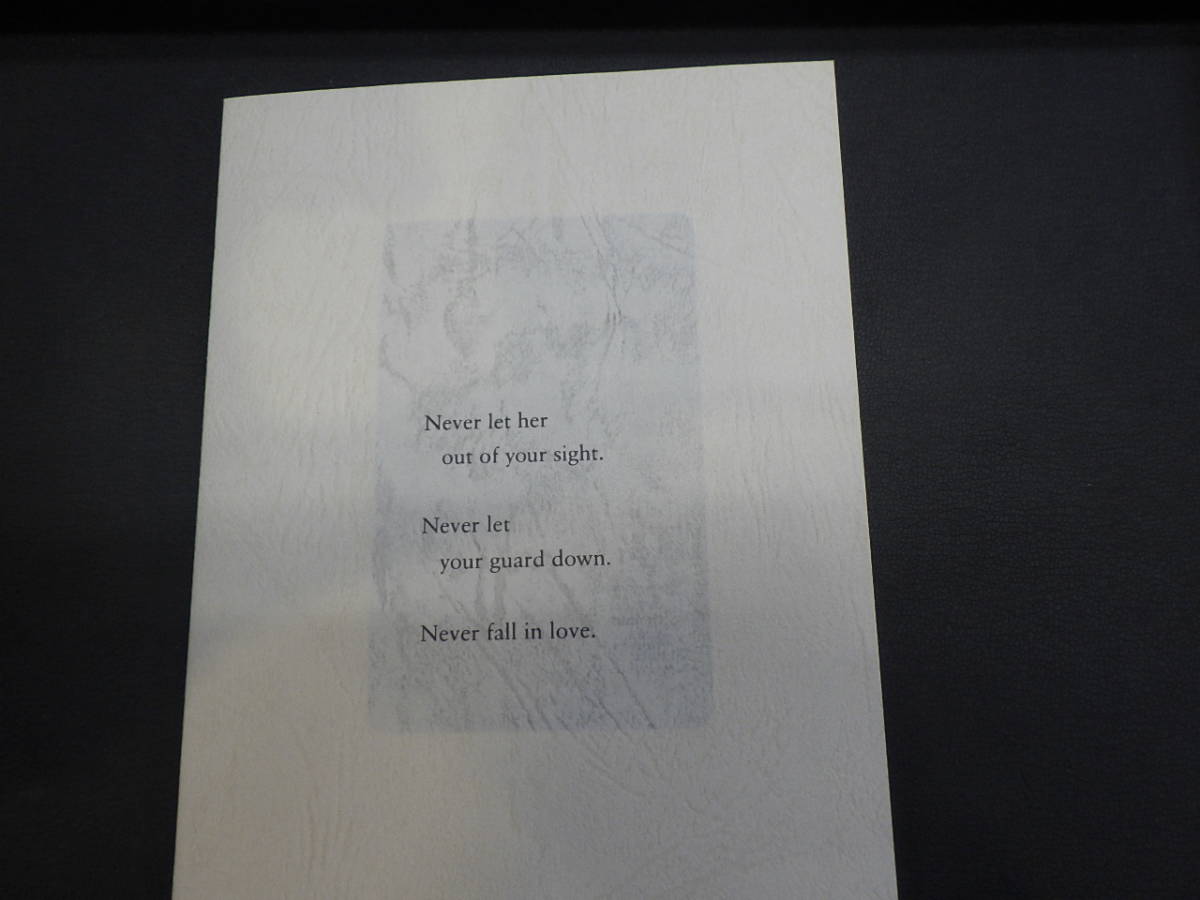 Never let her
out of your sight.
Never let
your guard down.
Never fall in love.